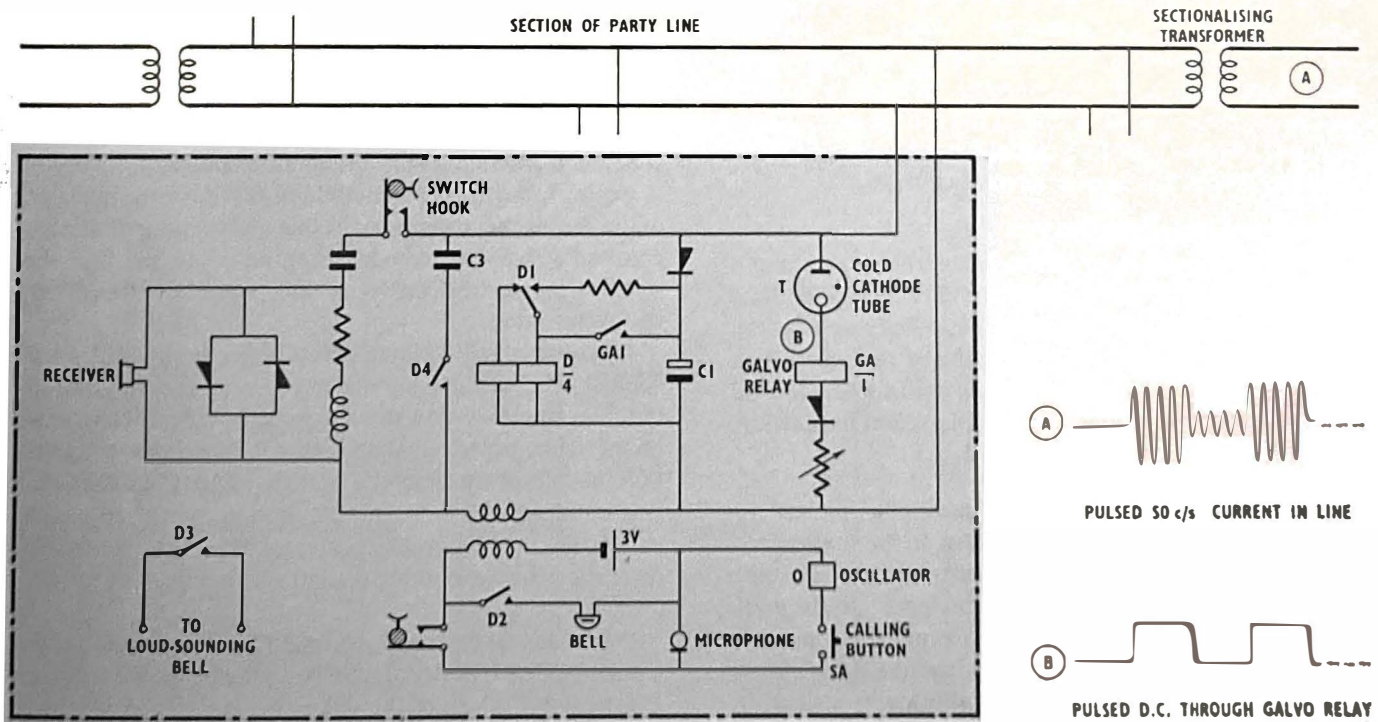 SECTION OF PARTY LINE
SECTIONALISING
TRANSFORMER
A
SWITCH
HOOK
C3
D1
T
COLD
CATHODE
TUBE
B
GA1
D4
D
4
C1
GALVO
RELAY
GA
1
RECEIVER
A
PULSED 50 c/s CURRENT IN LINE
D3
3V
O
OSCILLATOR
TO
LOUD-SOUNDING
BELL
D2
BELL
MICROPHONE
CALLING
BUTTON
SA
B
PULSED D.C. THROUGH GALVO RELAY